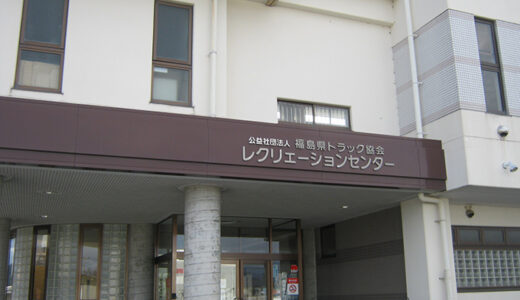 公益社団法人 福島県トラック協会
レクリエーションセンター